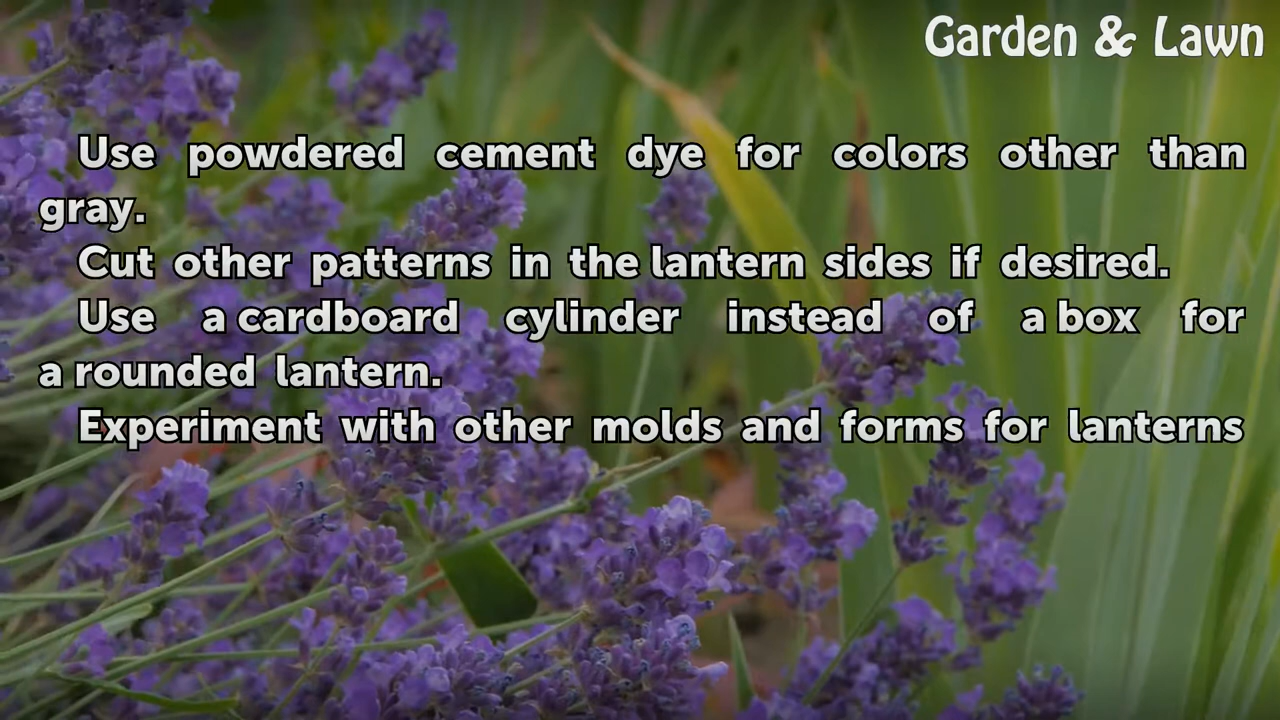 Garden & Lawn
Use powdered cement dye for colors other than
gray.
Cut other patterns in the lantern sides if desired.
Use a cardboard cylinder instead of a box for
a rounded lantern.
Experiment with other molds and forms for lanterns